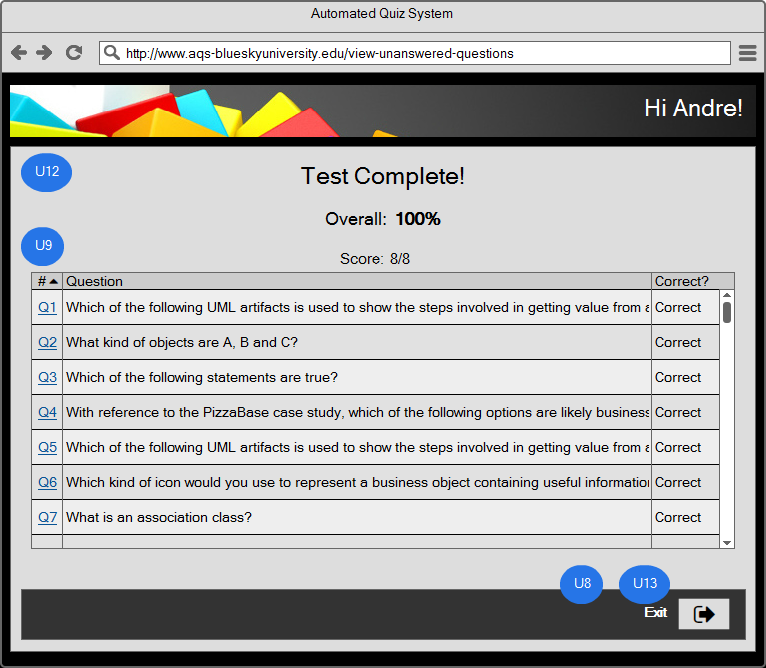 Automated Quiz System
http://www.aqs-blueskyuniversity.edu/view-unanswered-questions
Hi Andre!
U12
Test Complete!
Overall: 100%
U9
Score: 8/8
# Question Correct?
Q1 Which of the following UML artifacts is used to show the steps involved in getting value from Correct
Q2 What kind of objects are A, B and C? Correct
Q3 Which of the following statements are true? Correct
Q4 With reference to the PizzaBase case study, which of the following options are likely business Correct
Q5 Which of the following UML artifacts is used to show the steps involved in getting value from Correct
Q6 Which kind of icon would you use to represent a business object containing useful Correct
Q7 What is an association class? Correct
U8 U13
Exit